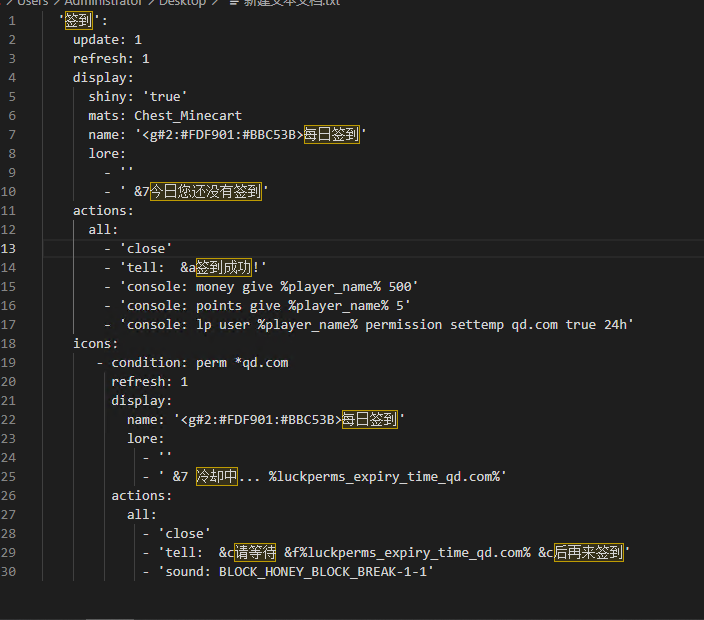 Users > Administrator > Desktop > 新建文本文档.txt
1 '签到':
2 update: 1
3 refresh: 1
4 display:
5 shiny: 'true'
6 mats: Chest_Minecart
7 name: '<g#2:#FDF901:#BBC53B>每日签到'
8 lore:
9 - ''
10 - ' &7今日您还没有签到'
11 actions:
12 all:
13 - 'close'
14 - 'tell:  &a签到成功!'
15 - 'console: money give %player_name% 500'
16 - 'console: points give %player_name% 5'
17 - 'console: lp user %player_name% permission settemp qd.com true 24h'
18 icons:
19 - condition: perm *qd.com
20 refresh: 1
21 display:
22 name: '<g#2:#FDF901:#BBC53B>每日签到'
23 lore:
24 - ''
25 - ' &7 冷却中... %luckperms_expiry_time_qd.com%'
26 actions:
27 all:
28 - 'close'
29 - 'tell:  &c请等待 &f%luckperms_expiry_time_qd.com% &c后再来签到'
30 - 'sound: BLOCK_HONEY_BLOCK_BREAK-1-1'